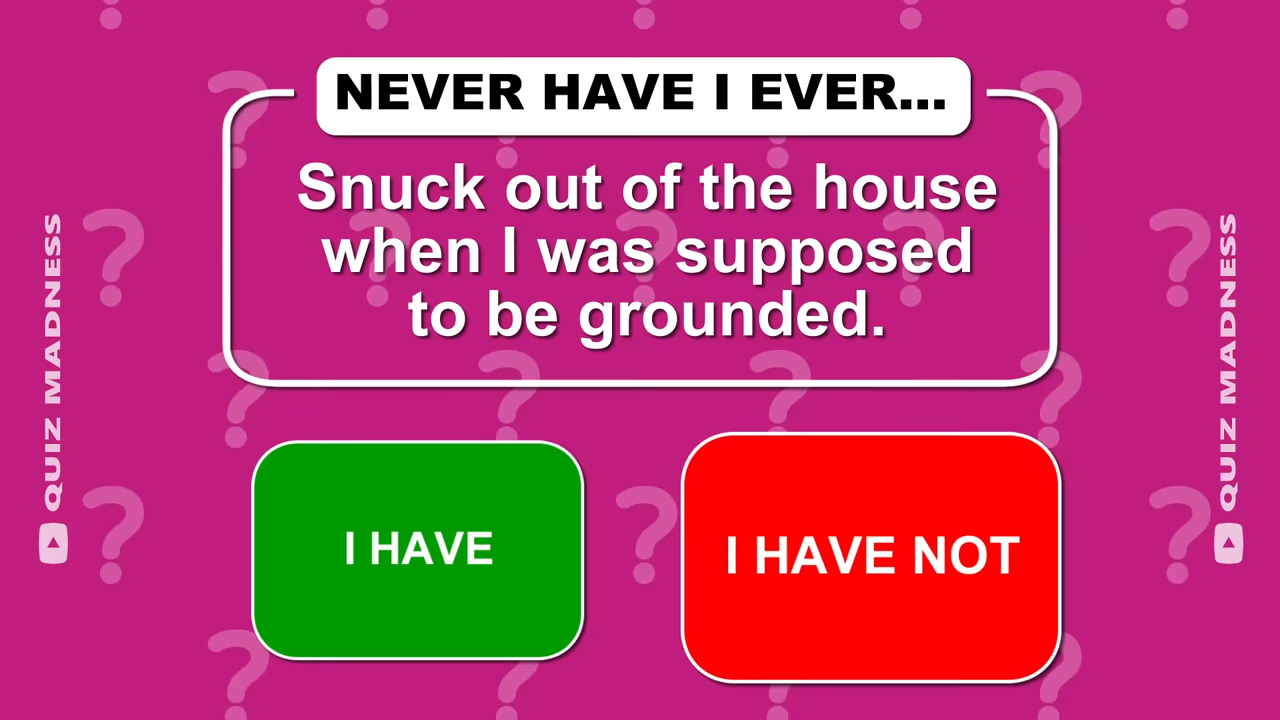 NEVER HAVE I EVER...
Snuck out of the house
when I was supposed
to be grounded.
I HAVE
I HAVE NOT
QUIZ MADNESS
QUIZ MADNESS